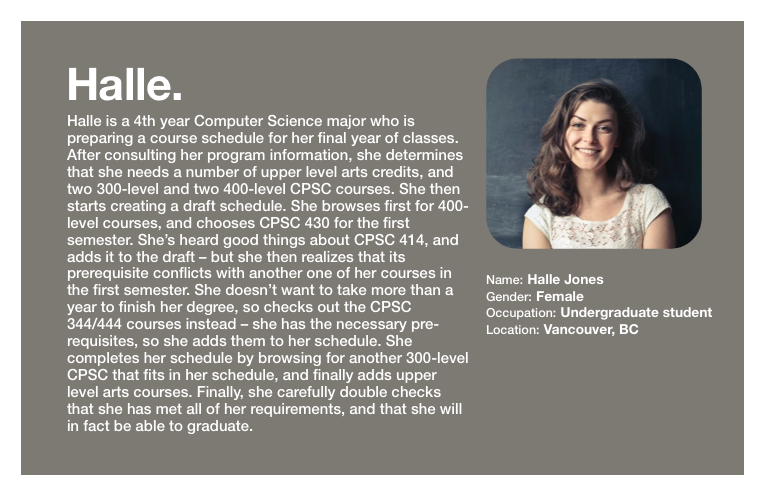 Halle.
Halle is a 4th year Computer Science major who is
preparing a course schedule for her final year of classes.
After consulting her program information, she determines
that she needs a number of upper level arts credits, and
two 300-level and two 400-level CPSC courses. She then
starts creating a draft schedule. She browses first for 400-
level courses, and chooses CPSC 430 for the first
semester. She’s heard good things about CPSC 414, and
adds it to the draft – but she then realizes that its
prerequisite conflicts with another one of her courses in
the first semester. She doesn’t want to take more than a
year to finish her degree, so checks out the CPSC
344/444 courses instead – she has the necessary pre-
requisites, so she adds them to her schedule. She
completes her schedule by browsing for another 300-level
CPSC that fits in her schedule, and finally adds upper
level arts courses. Finally, she carefully double checks
that she has met all of her requirements, and that she will
in fact be able to graduate.
Name: Halle Jones
Gender: Female
Occupation: Undergraduate student
Location: Vancouver, BC